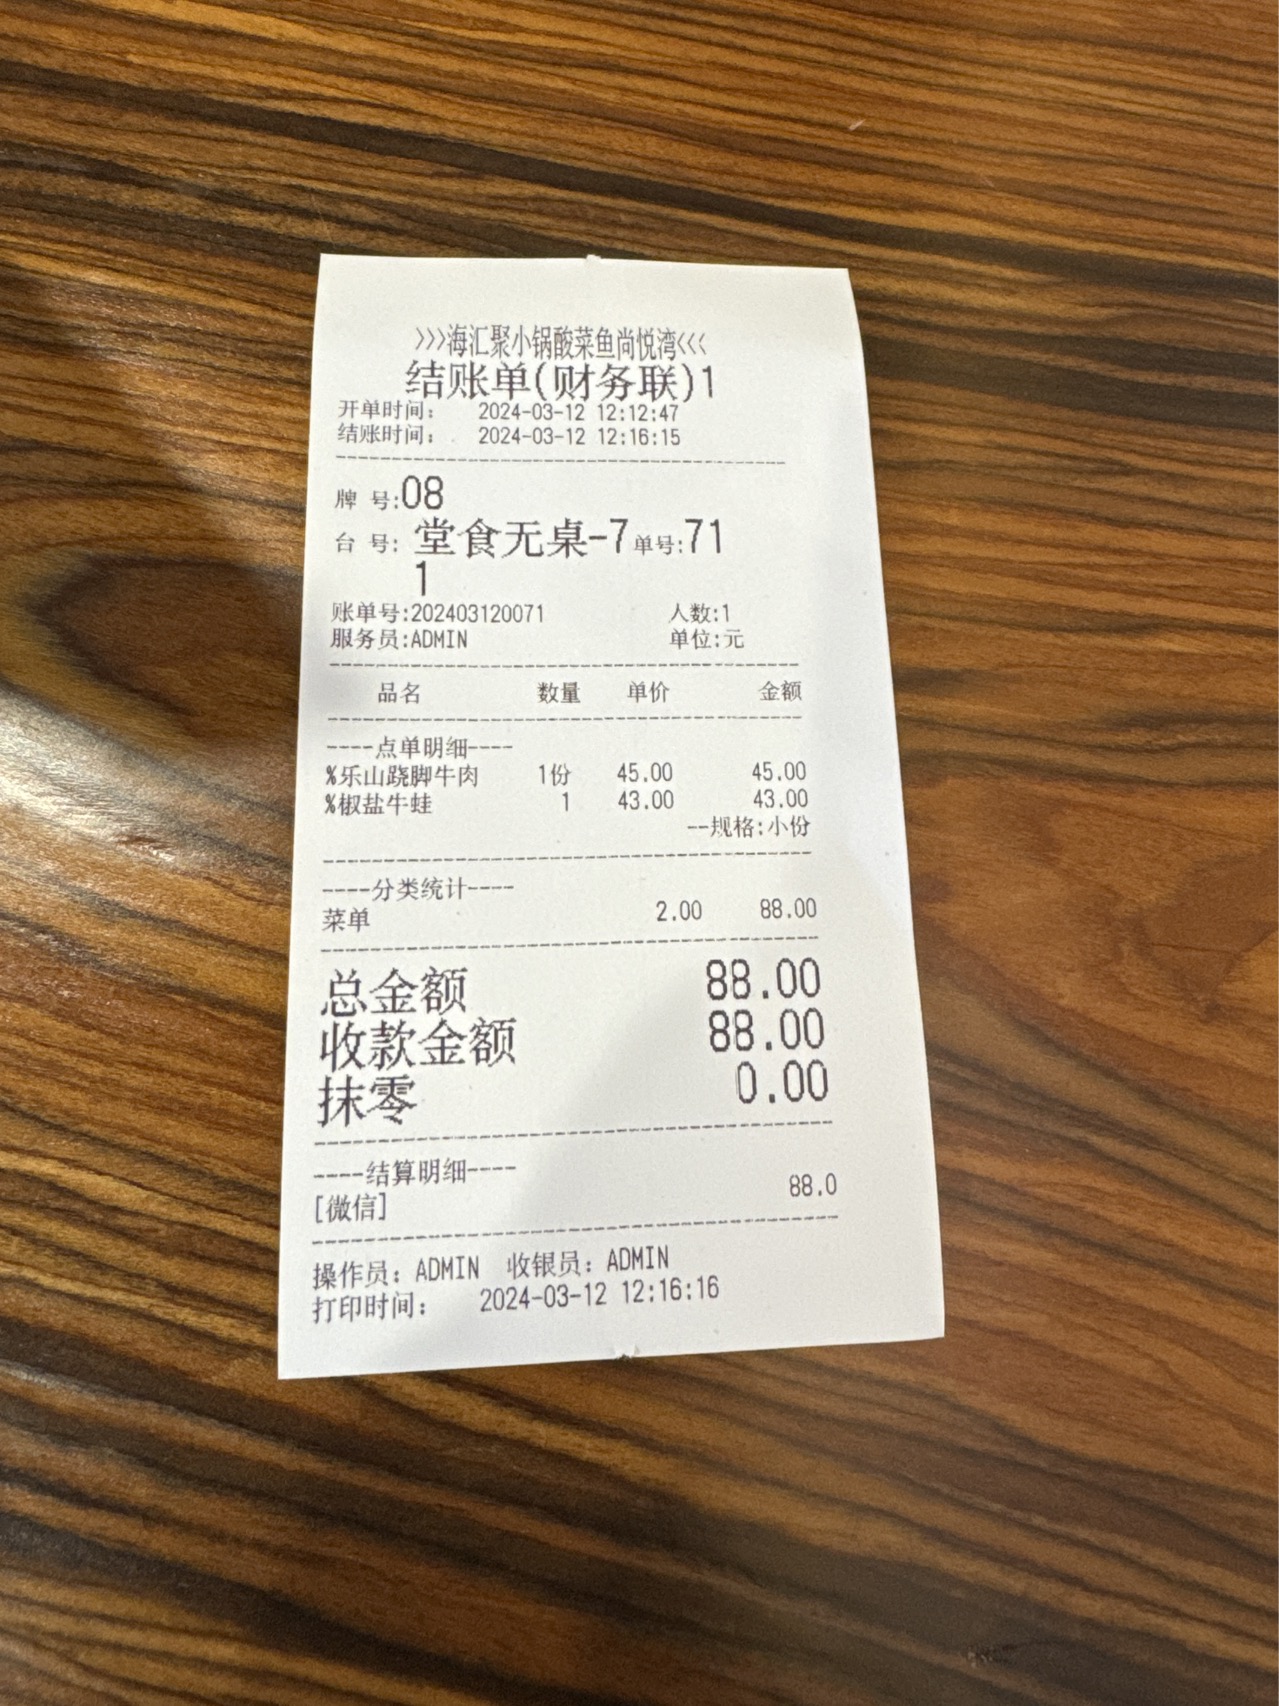 >>>海汇聚小锅酸菜鱼尚悦湾<<<
结账单(财务联)1
开单时间： 2024-03-12 12:12:47
结账时间： 2024-03-12 12:16:15
牌 号:08
台 号: 堂食无桌-7单号:71
1
账单号:202403120071 人数:1
服务员:ADMIN 单位:元
品名 数量 单价 金额
----点单明细----
%乐山跷脚牛肉 1份 45.00 45.00
%椒盐牛蛙 1 43.00 43.00
--规格:小份
----分类统计----
菜单 2.00 88.00
总金额 88.00
收款金额 88.00
抹零 0.00
----结算明细----
[微信] 88.0
操作员：ADMIN 收银员：ADMIN
打印时间： 2024-03-12 12:16:16